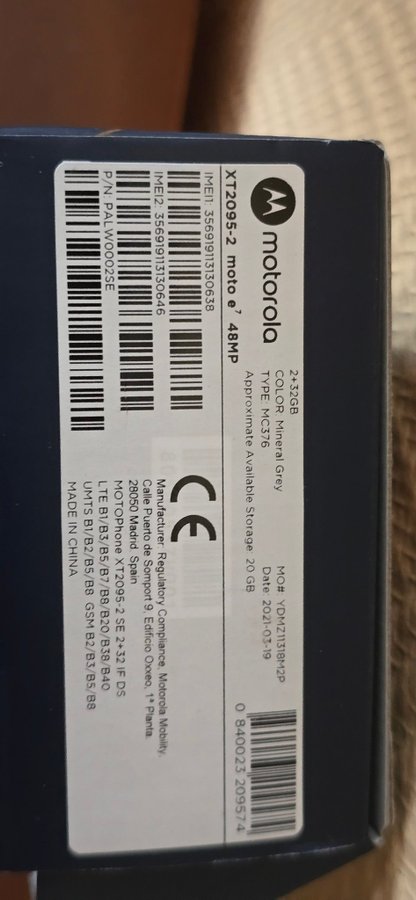 motorola
XT2095-2 moto e⁷ 48MP
IMEI1: 356919113130638
IMEI2: 356919113130646
P/N: PALW0002SE
2+32GB
COLOR: Mineral Grey
TYPE: MC376
Approximate Available Storage: 20 GB
MO#: YDMZ11318M2P
Date: 2021-03-19
0 840023 209574
CE
Manufacturer: Regulatory Compliance, Motorola Mobility,
Calle Puerto de Somport 9, Edificio Oxxeo, 1ª Planta,
28050 Madrid, Spain
MOTOPhone XT2095-2 SE 2+32 IF DS
LTE B1/B3/B5/B7/B8/B20/B38/B40
UMTS B1/B2/B5/B8 GSM B2/B3/B5/B8
MADE IN CHINA